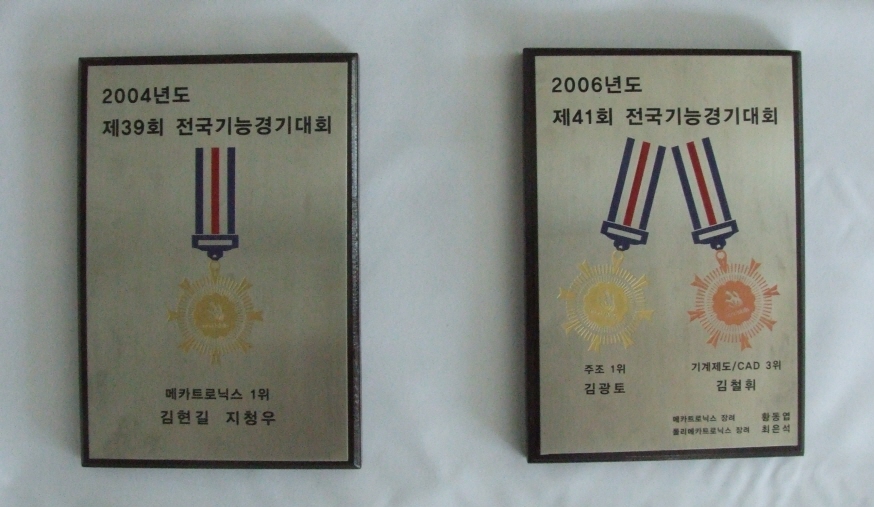 2004년도
제39회 전국기능경기대회
메카트로닉스 1위
김현길 지청우
2006년도
제41회 전국기능경기대회
주조 1위
김광토
기계제도/CAD 3위
김철휘
메카트로닉스 장려 황동엽
폴리메카트로닉스 장려 최은석